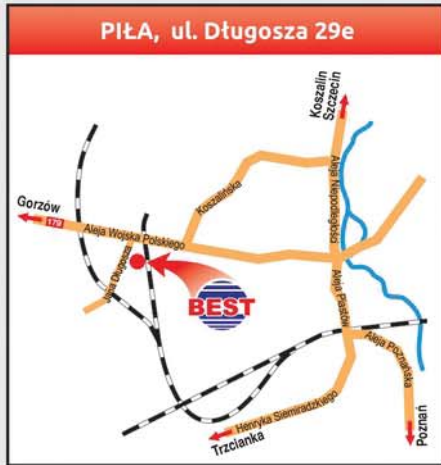 PIŁA, ul. Długosza 29e
Koszalin
Szczecin
Koszalińska
Aleja Niepodległości
Gorzów
179
Aleja Wojska Polskiego
Jana Długosza
BEST
Aleja Piastów
Aleja Poznańska
Henryka Siemiradzkiego
Trzcianka
Poznań